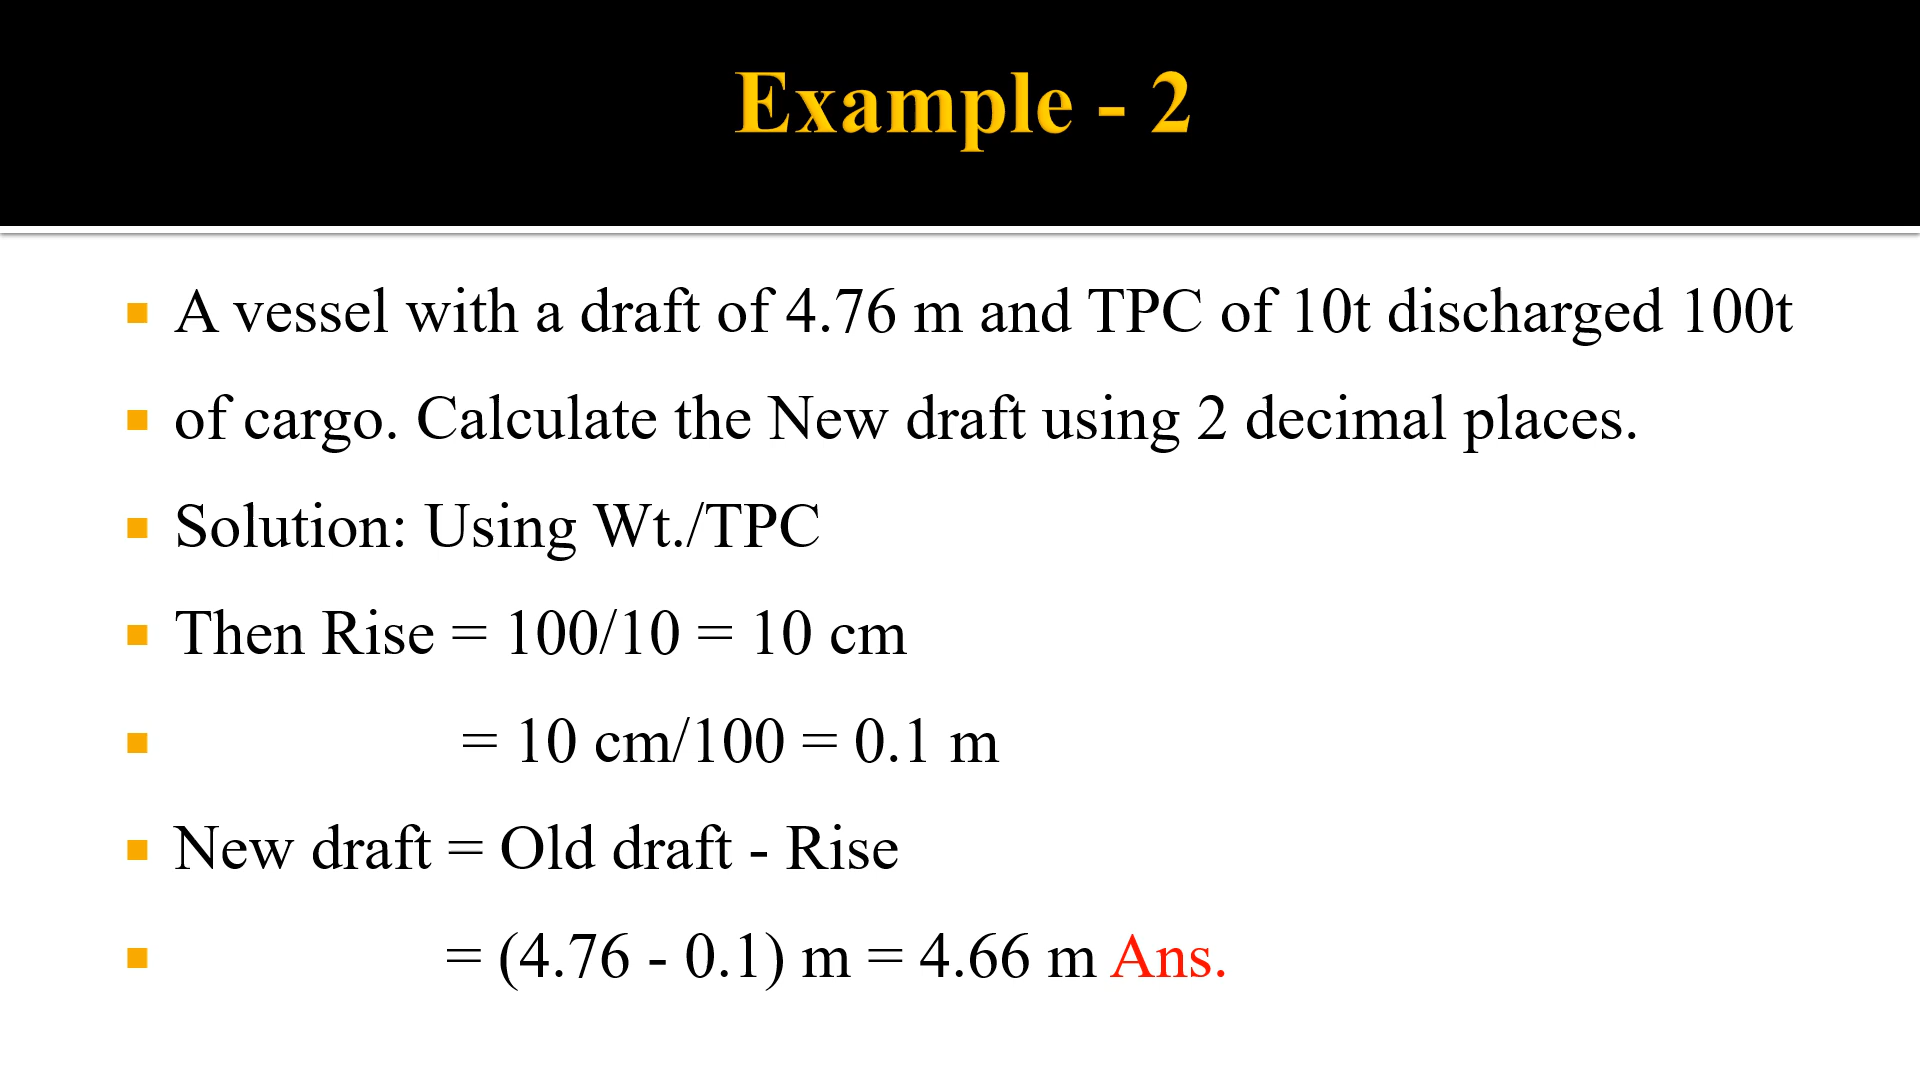 Example - 2
A vessel with a draft of 4.76 m and TPC of 10t discharged 100t
of cargo. Calculate the New draft using 2 decimal places.
Solution: Using Wt./TPC
Then Rise = 100/10 = 10 cm
= 10 cm/100 = 0.1 m
New draft = Old draft - Rise
= (4.76 - 0.1) m = 4.66 m Ans.